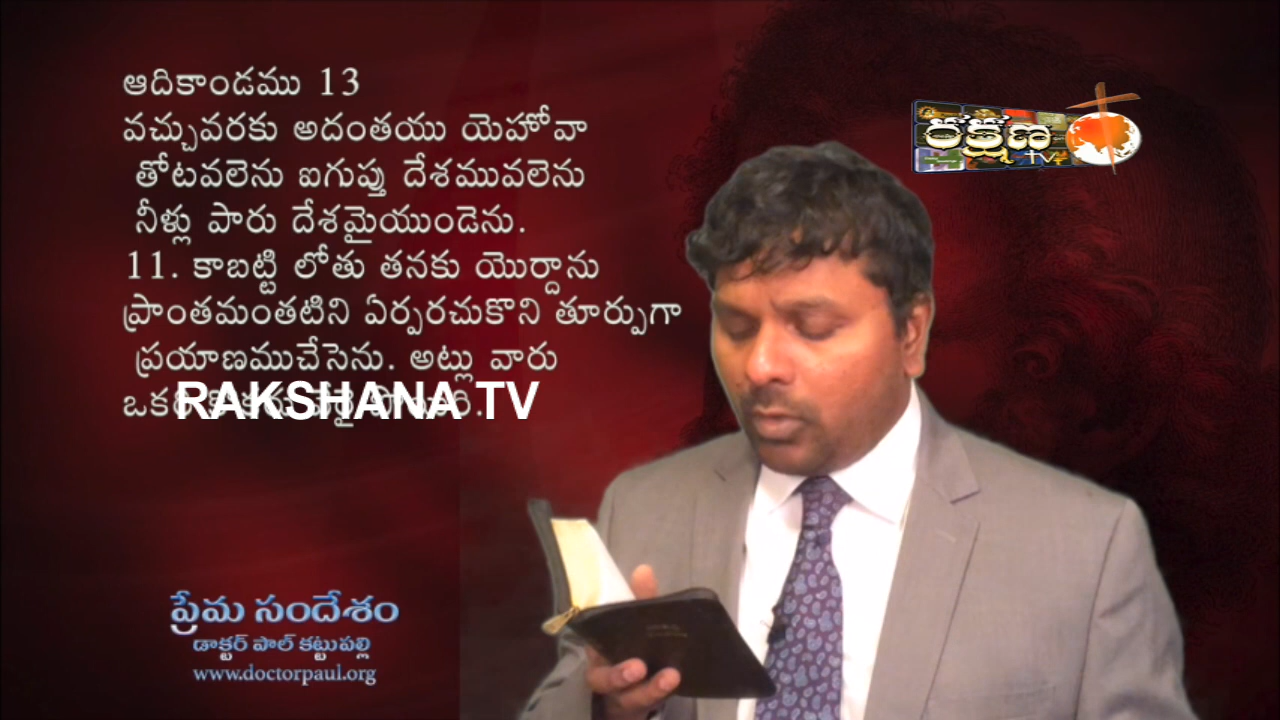 ఆదికాండము 13
వచ్చువరకు అదంతయు యెహోవా
తోటవలెను ఐగుప్తు దేశమువలెను
నీళ్లు పారు దేశమైయుండెను.
11. కాబట్టి లోతు తనకు యొర్దాను
ప్రాంతమంతటిని ఏర్పరచుకొని తూర్పుగా
ప్రయాణముచేసెను. అట్లు వారు
RAKSHANA TV
రక్షణ
TV
ప్రేమ సందేశం
డాక్టర్ పాల్ కట్టుపల్లి
www.doctorpaul.org